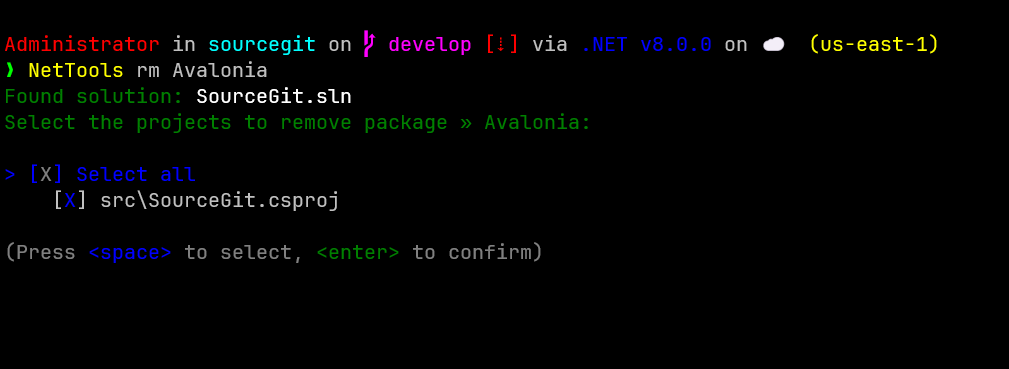 Administrator in sourcegit on develop [⇣] via .NET v8.0.0 on ☁ (us-east-1)
❯ NetTools rm Avalonia
Found solution: SourceGit.sln
Select the projects to remove package » Avalonia:
> [X] Select all
[X] src\SourceGit.csproj
(Press <space> to select, <enter> to confirm)